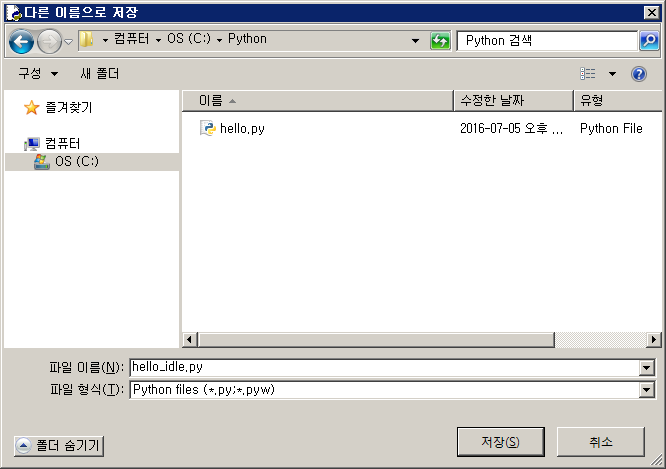 다른 이름으로 저장
컴퓨터 OS (C:) Python
Python 검색
구성 새 폴더
즐겨찾기
컴퓨터
OS (C:)
이름 수정한 날짜 유형
hello.py 2016-07-05 오후 ... Python File
파일 이름(N): hello_idle.py
파일 형식(T): Python files (*.py;*.pyw)
폴더 숨기기
저장(S) 취소